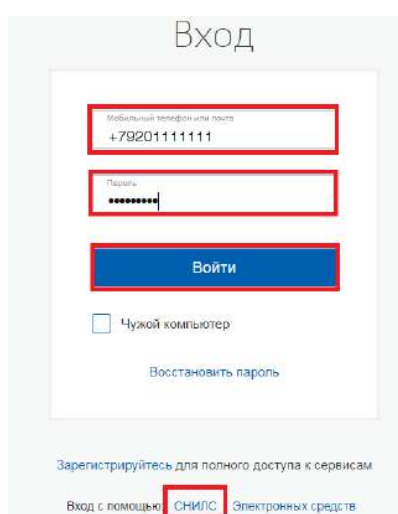 Вход
Мобильный телефон или почта
+79201111111
Пароль
•••••••••
Войти
Чужой компьютер
Восстановить пароль
Зарегистрируйтесь для полного доступа к сервисам
Вход с помощью: СНИЛС Электронных средств